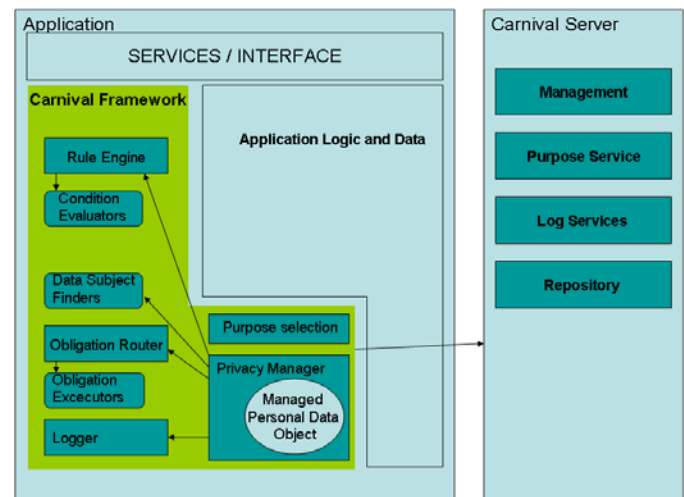 Application
SERVICES / INTERFACE
Carnival Framework
Rule Engine
Condition
Evaluators
Data Subject
Finders
Obligation Router
Obligation
Excecutors
Logger
Application Logic and Data
Purpose selection
Privacy Manager
Managed
Personal Data
Object
Carnival Server
Management
Purpose Service
Log Services
Repository